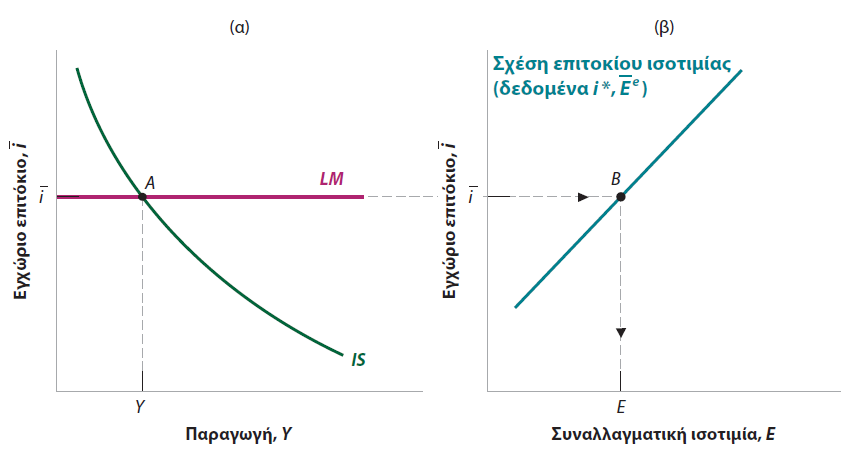 (α)
Εγχώριο επιτόκιο, i̅
i̅
A
LM
IS
Y
Παραγωγή, Y
(β)
Σχέση επιτοκίου ισοτιμίας
(δεδομένα i*, E̅ᵉ)
Εγχώριο επιτόκιο, i̅
i̅
B
E
Συναλλαγματική ισοτιμία, E